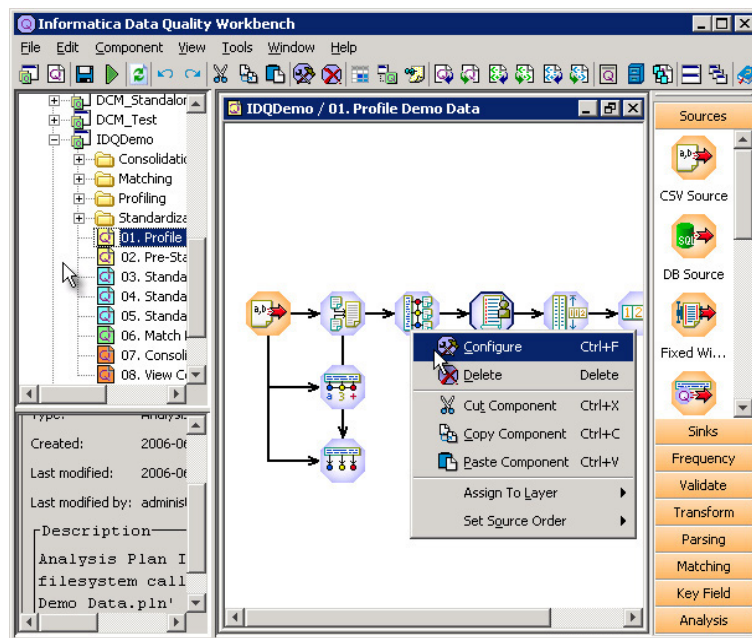 Informatica Data Quality Workbench
File Edit Component View Tools Window Help
DCM_Standalor
DCM_Test
IDQDemo
Consolidatic
Matching
Profiling
Standardiza
01. Profile
02. Pre-Sta
03. Standa
04. Standa
05. Standa
06. Match
07. Consoli
08. View
Created: 2006-06
Last modified: 2006-06
Last modified by: adminis
Description
Analysis Plan I
filesystem call
Demo Data.pln'
IDQDemo / 01. Profile Demo Data
Configure Ctrl+F
Delete Delete
Cut Component Ctrl+X
Copy Component Ctrl+C
Paste Component Ctrl+V
Assign To Layer
Set Source Order
Sources
CSV Source
DB Source
Fixed Wi...
Sinks
Frequency
Validate
Transform
Parsing
Matching
Key Field
Analysis